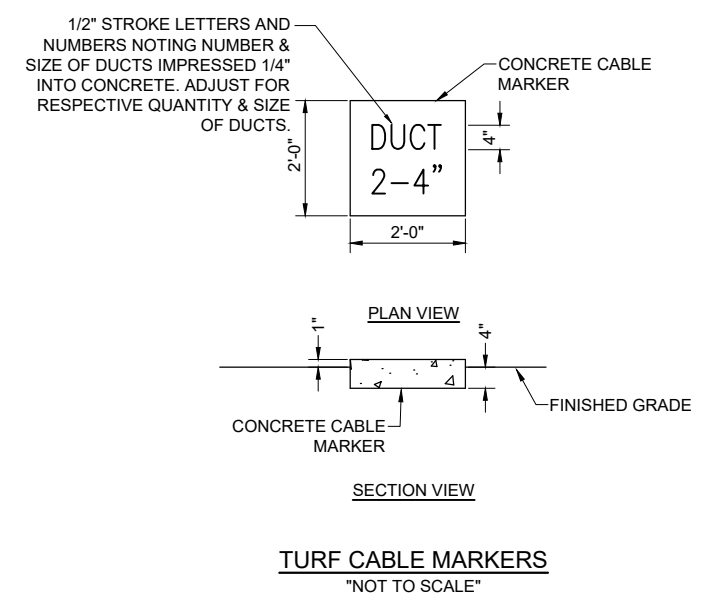 1/2" STROKE LETTERS AND
NUMBERS NOTING NUMBER &
SIZE OF DUCTS IMPRESSED 1/4"
INTO CONCRETE. ADJUST FOR
RESPECTIVE QUANTITY & SIZE
OF DUCTS.
CONCRETE CABLE
MARKER
2'-0"
DUCT
2-4”
4"
2'-0"
PLAN VIEW
1"
4"
FINISHED GRADE
CONCRETE CABLE
MARKER
SECTION VIEW
TURF CABLE MARKERS
"NOT TO SCALE"